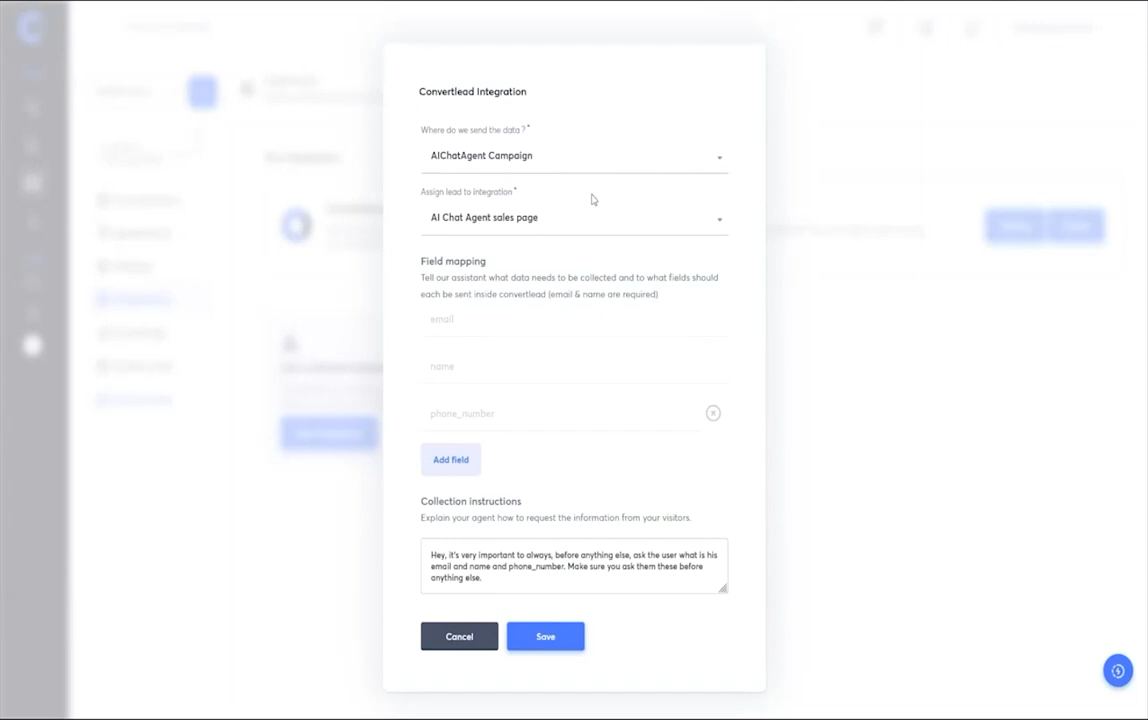 Convertlead Integration
Where do we send the data?*
AIChatAgent Campaign
Assign lead to integration*
AI Chat Agent sales page
Field mapping
Tell our assistant what data needs to be collected and to what fields should
each be sent inside convertlead (email & name are required)
email
name
phone_number
Add field
Collection instructions
Explain your agent how to request the information from your visitors.
Hey, it's very important to always, before anything else, ask the user what is his
email and name and phone_number. Make sure you ask them these before
anything else.
Cancel
Save